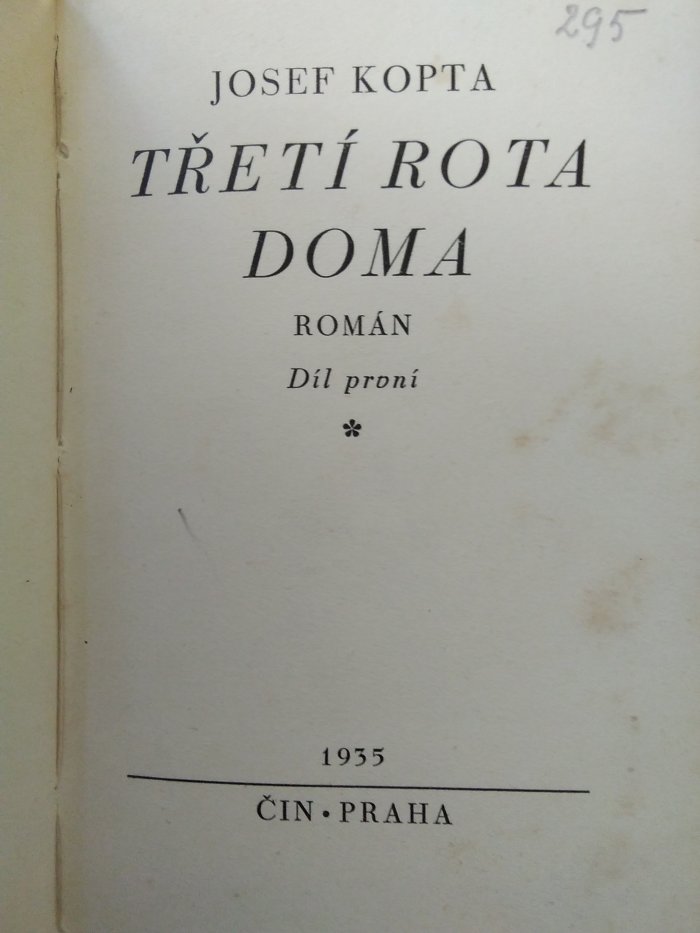 295
JOSEF KOPTA
TŘETÍ ROTA
DOMA
ROMÁN
Díl první
*
1935
ČIN • PRAHA